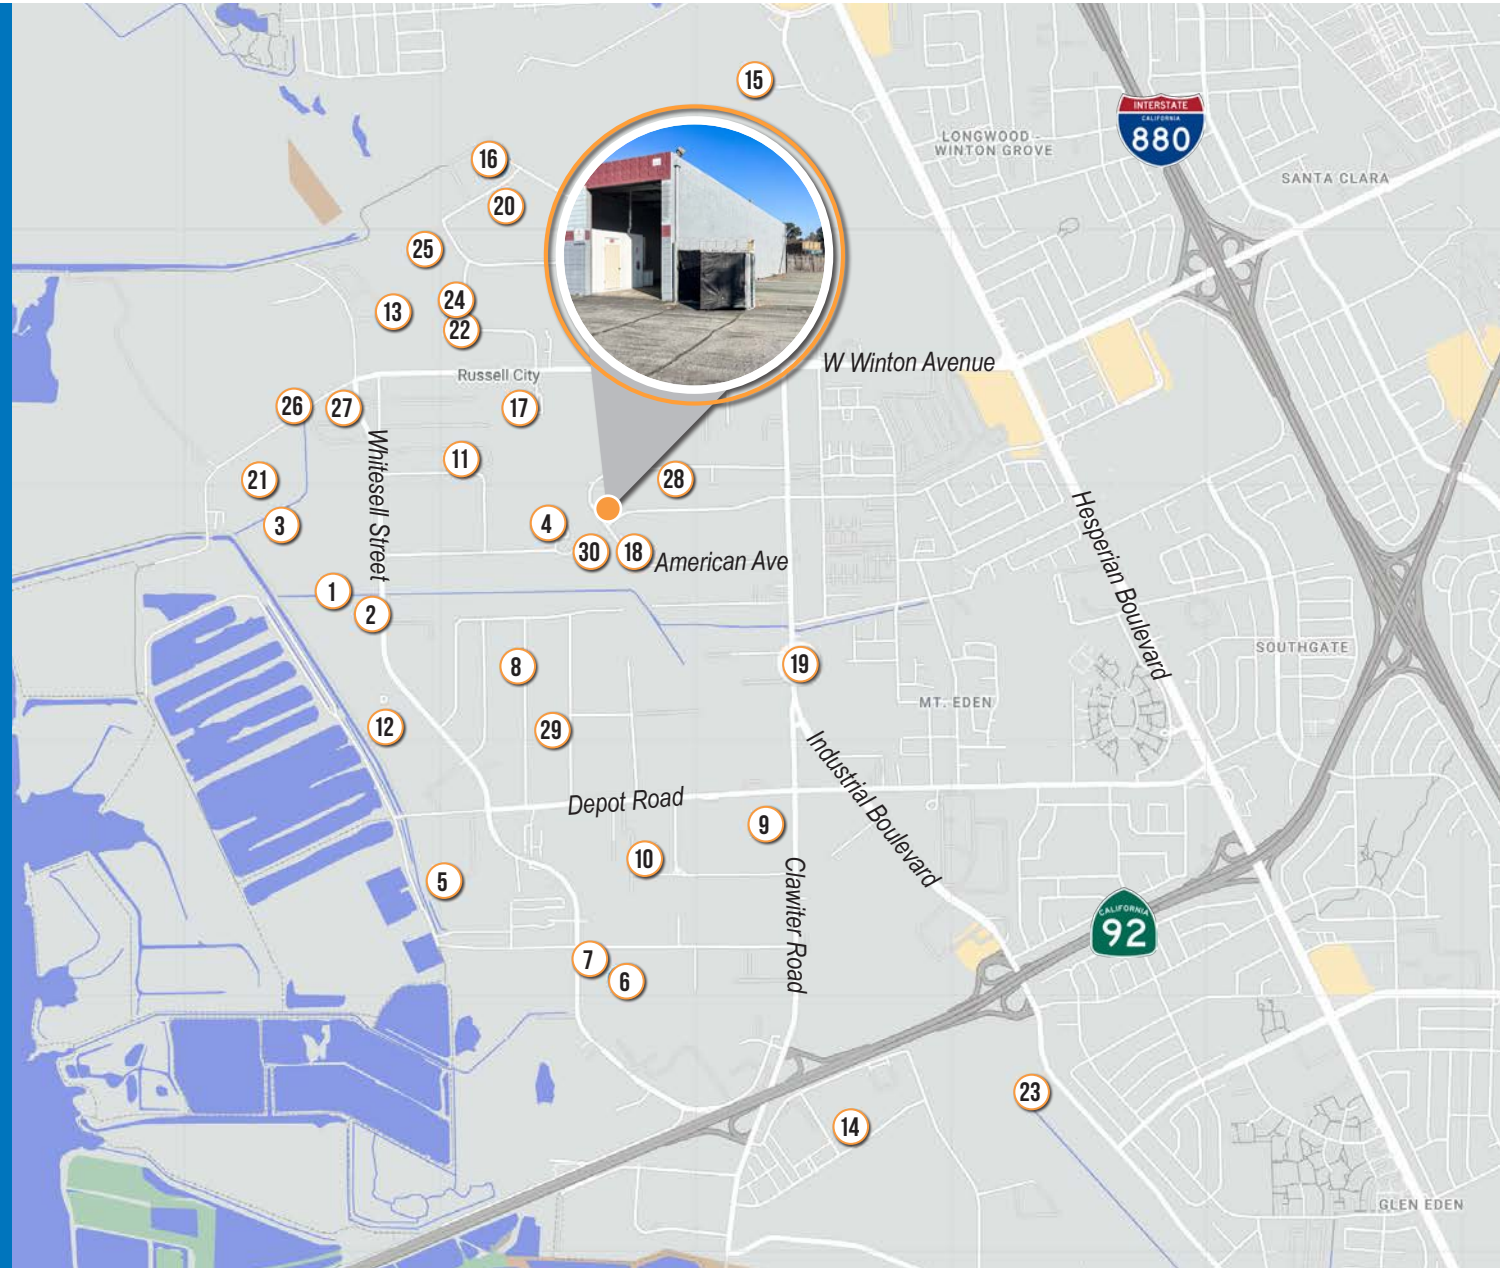 15
INTERSTATE
CALIFORNIA
880
LONGWOOD -
WINTON GROVE
16
SANTA CLARA
20
25
24
13
22
W Winton Avenue
Russell City
26
27
17
Whitesell Street
11
21
28
3
4
Hesperian Boulevard
30
18
American Ave
1
2
8
19
SOUTHGATE
MT. EDEN
12
29
Industrial Boulevard
Depot Road
9
10
Clawiter Road
5
CALIFORNIA
92
7
6
23
14
GLEN EDEN